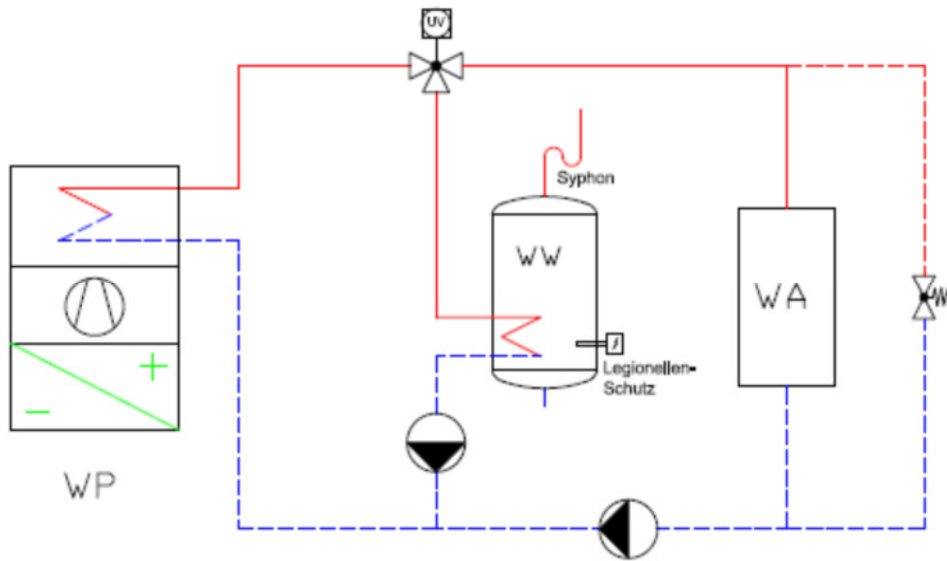 UV
Syphon
WW
WA
Legionellen-
Schutz
+
-
WP